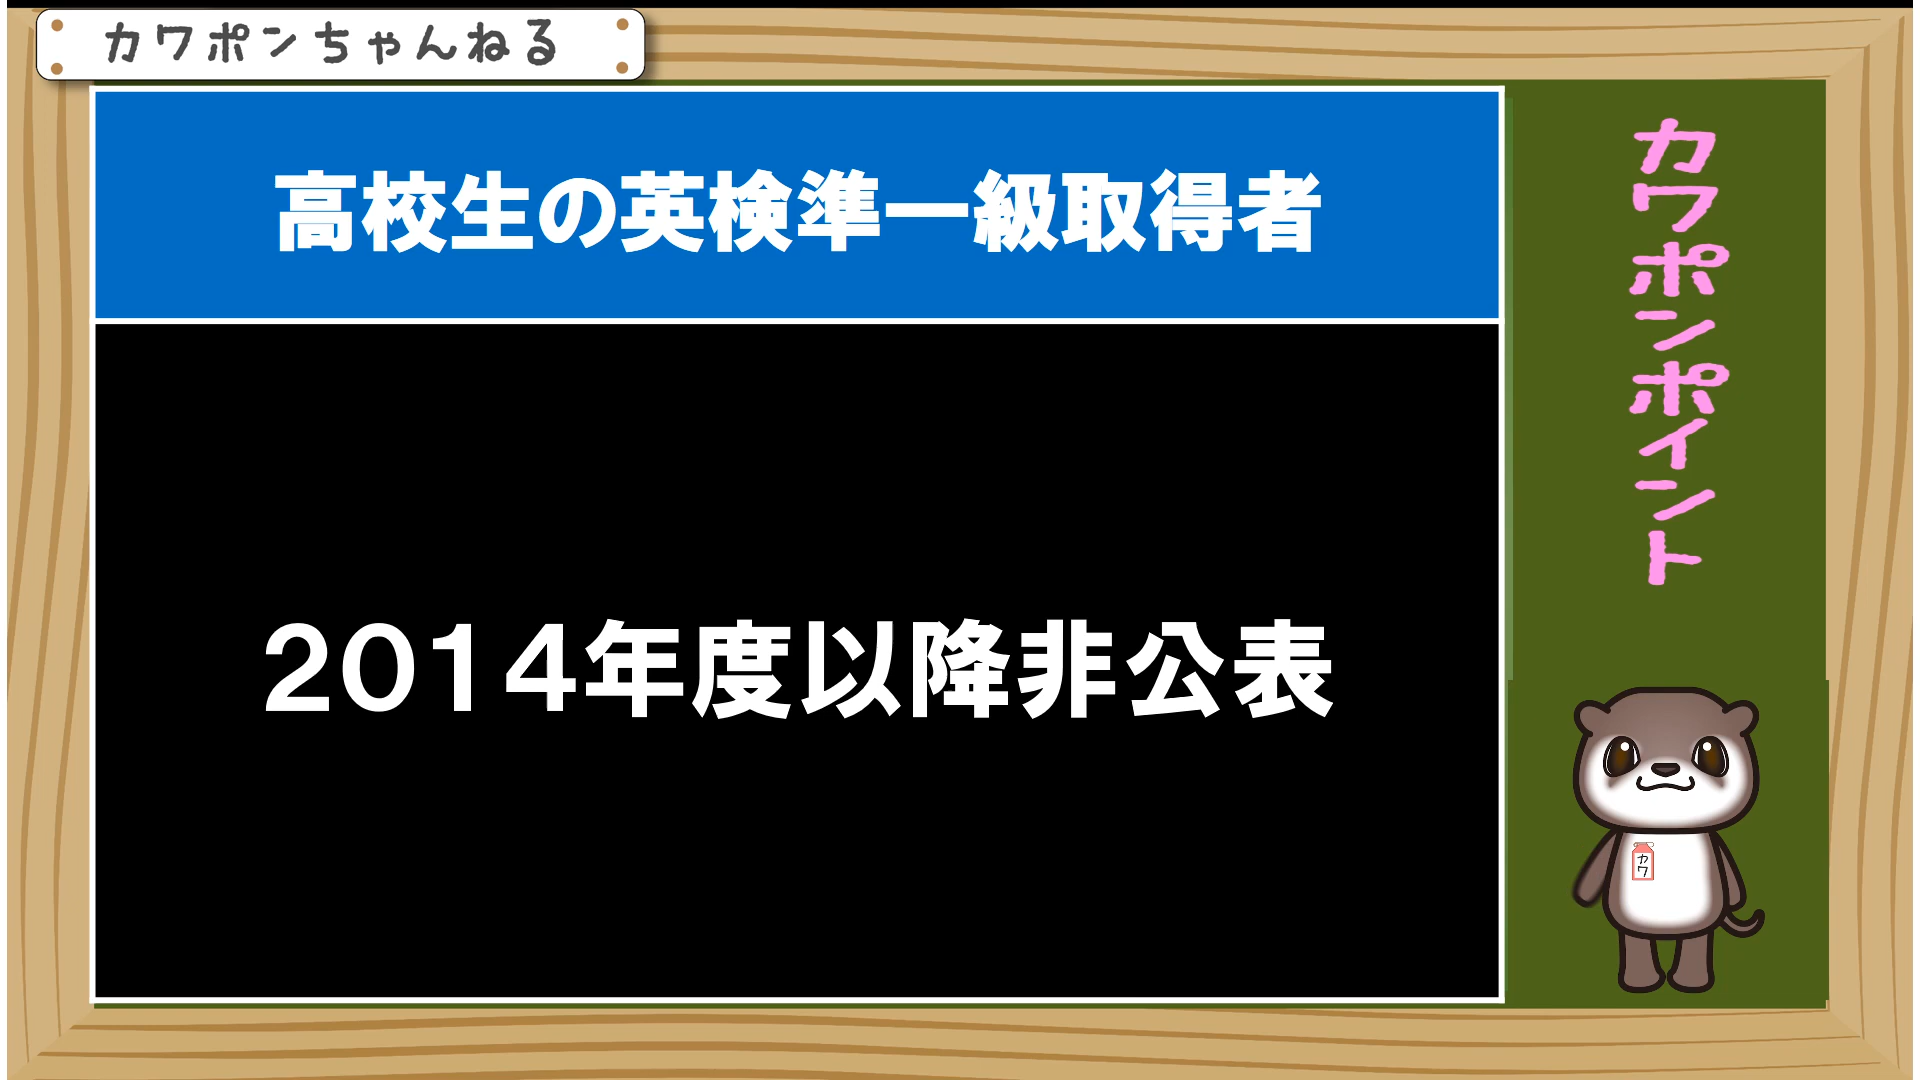 カワポンちゃんねる
高校生の英検準一級取得者
2014年度以降非公表
カワポンポイント
カワ